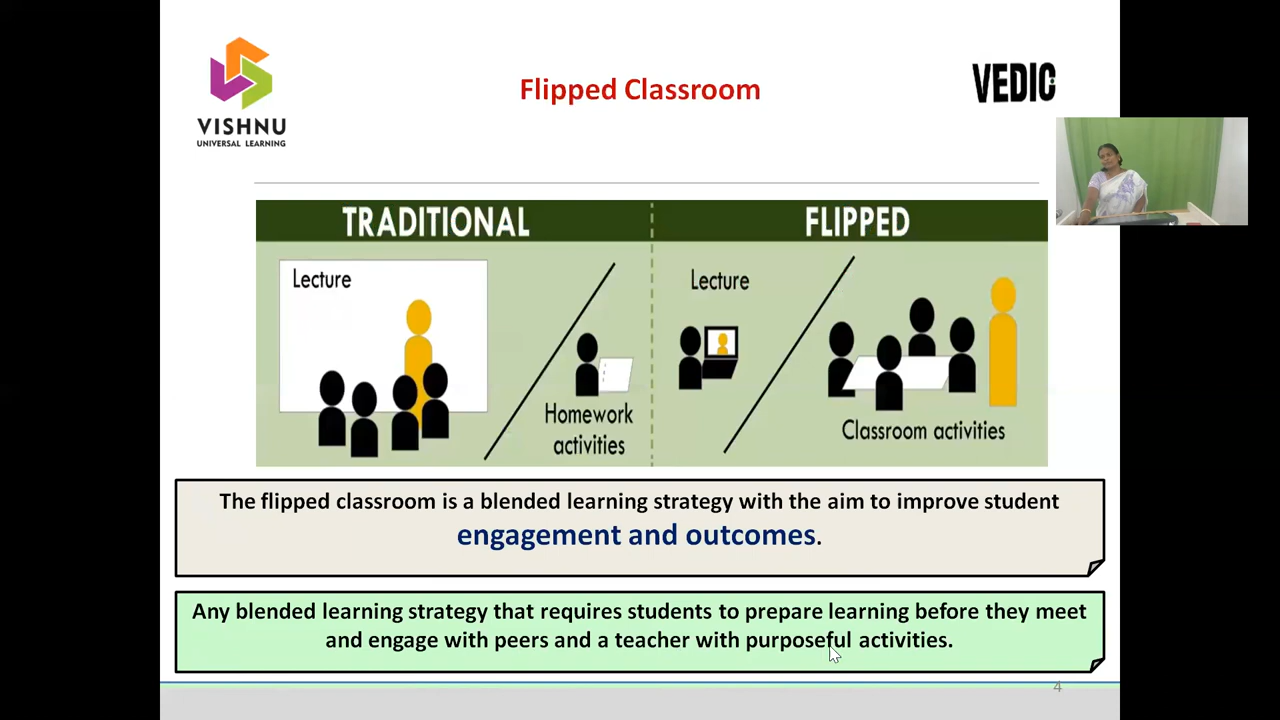 VISHNU
UNIVERSAL LEARNING
Flipped Classroom
VEDIC
TRADITIONAL
FLIPPED
Lecture
Homework
activities
Lecture
Classroom activities
The flipped classroom is a blended learning strategy with the aim to improve student
engagement and outcomes.
Any blended learning strategy that requires students to prepare learning before they meet
and engage with peers and a teacher with purposeful activities.
4